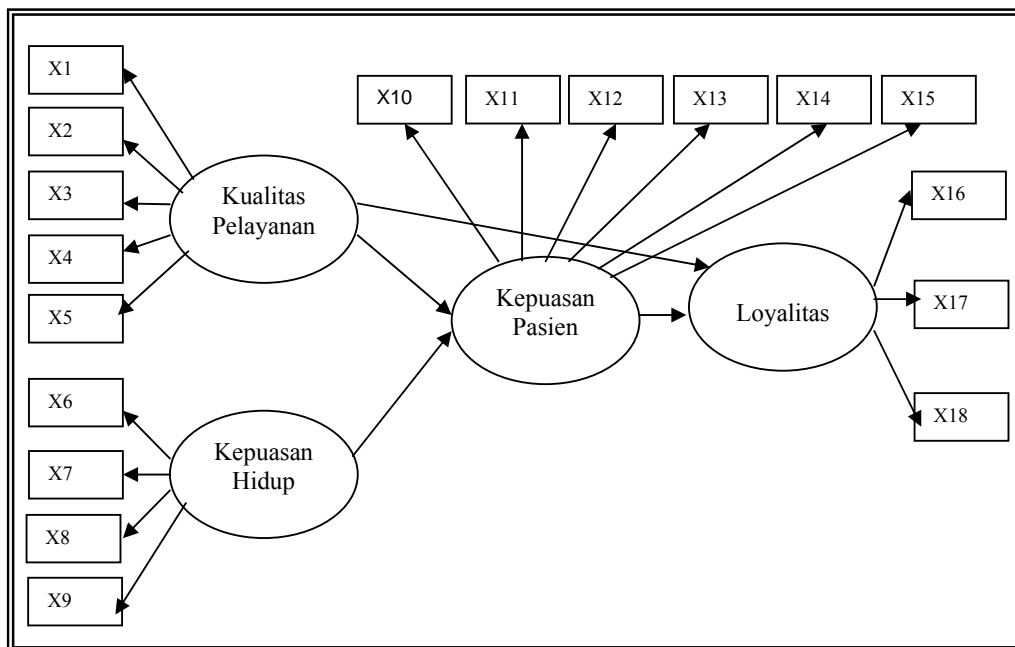 X1
X2
X3
X4
X5
Kualitas
Pelayanan
X6
X7
X8
X9
Kepuasan
Hidup
X10
X11
X12
X13
X14
X15
Kepuasan
Pasien
Loyalitas
X16
X17
X18